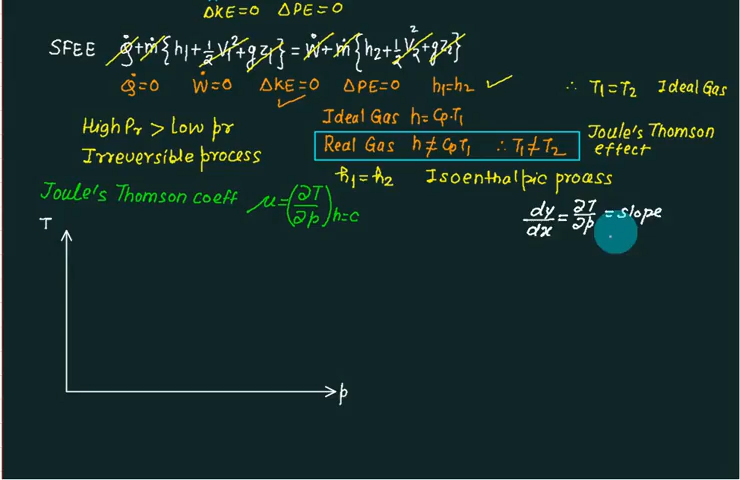 ΔKE=0 ΔPE=0
SFEE Q̇+ṁ{h₁+½V₁²+gz₁}=Ẇ+ṁ{h₂+½V₂²+gz₂}
Q̇=0 Ẇ=0 ΔKE=0 ΔPE=0 h₁=h₂ ✓ ∴ T₁=T₂ Ideal Gas
High Pr > Low pr Ideal Gas h=Cp.T₁
Irreversible process Real Gas h≠CpT₁ ∴T₁≠T₂ Joule's Thomson effect
h₁=h₂ Isoenthalpic process
Joule's Thomson coeff μ=(∂T/∂p)h=c
dy/dx=∂T/∂p=slope
T
p